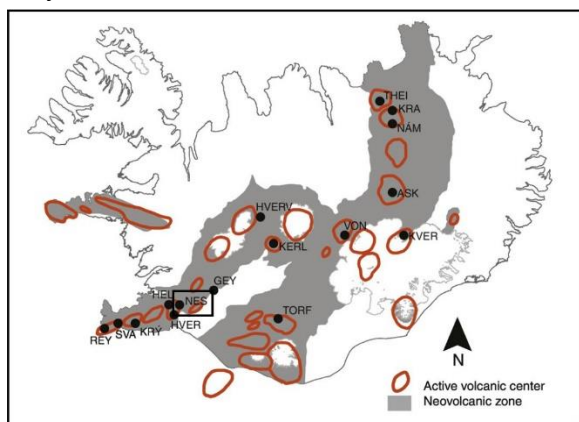 THEI
KRA
NÁM
ASK
HVERV
VON
KVER
KERL
GEY
HEL
NES
TORF
HVER
REY
SVA
KRÝ
N
Active volcanic center
Neovolcanic zone